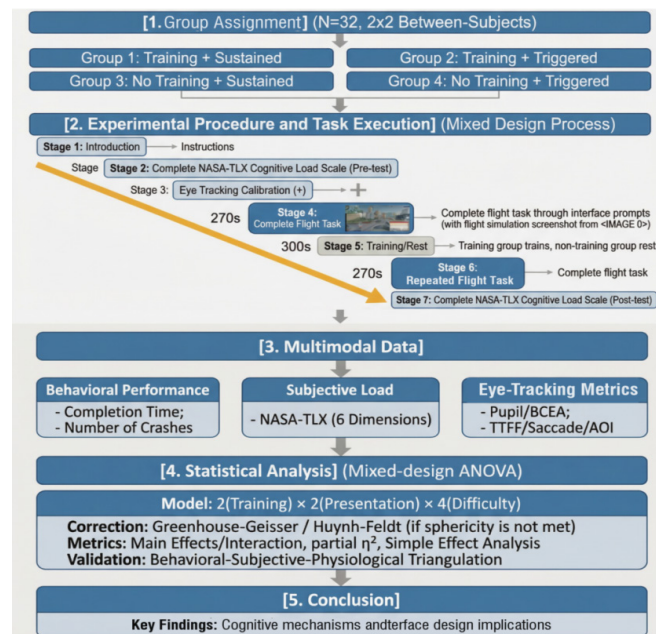 [1. Group Assignment] (N=32, 2x2 Between-Subjects)
Group 1: Training + Sustained
Group 2: Training + Triggered
Group 3: No Training + Sustained
Group 4: No Training + Triggered
[2. Experimental Procedure and Task Execution] (Mixed Design Process)
Stage 1: Introduction
Instructions
Stage
Stage 2: Complete NASA-TLX Cognitive Load Scale (Pre-test)
Stage 3:
Eye Tracking Calibration (+)
270s
Stage 4:
Complete Flight Task
Complete flight task through interface prompts
(with flight simulation screenshot from <IMAGE 0>)
300s
Stage 5: Training/Rest
Training group trains, non-training group rest
270s
Stage 6:
Repeated Flight Task
Complete flight task
Stage 7: Complete NASA-TLX Cognitive Load Scale (Post-test)
[3. Multimodal Data]
Behavioral Performance
- Completion Time;
- Number of Crashes
Subjective Load
- NASA-TLX (6 Dimensions)
Eye-Tracking Metrics
- Pupil/BCEA;
- TTFF/Saccade/AOI
[4. Statistical Analysis] (Mixed-design ANOVA)
Model: 2(Training) × 2(Presentation) × 4(Difficulty)
Correction: Greenhouse-Geisser / Huynh-Feldt (if sphericity is not met)
Metrics: Main Effects/Interaction, partial η², Simple Effect Analysis
Validation: Behavioral-Subjective-Physiological Triangulation
[5. Conclusion]
Key Findings: Cognitive mechanisms andterface design implications